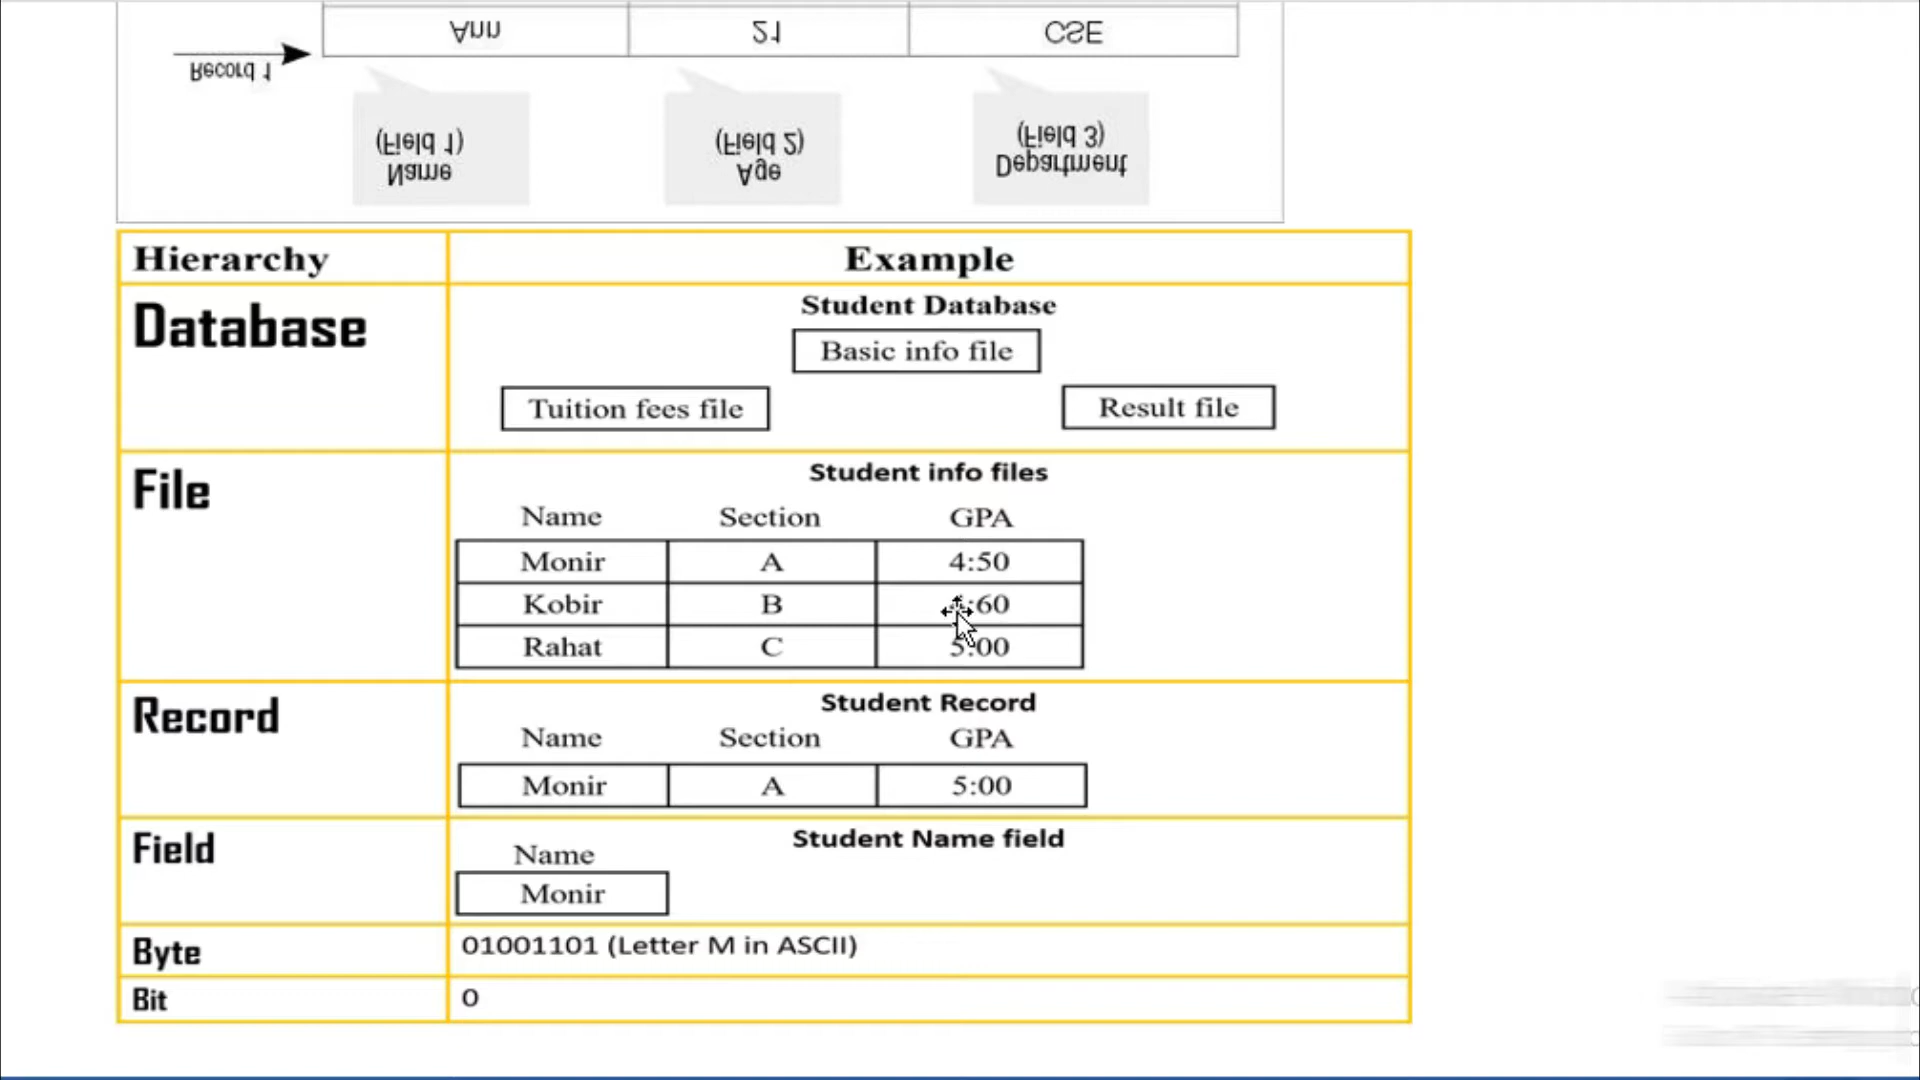 Ann 21 CSE
Record 1
(Field 1) (Field 2) (Field 3)
Name Age Department
Hierarchy Example
Database Student Database
Basic info file
Tuition fees file Result file
File Student info files
Name Section GPA
Monir A 4:50
Kobir B :60
Rahat C 5:00
Record Student Record
Name Section GPA
Monir A 5:00
Field Student Name field
Name
Monir
Byte 01001101 (Letter M in ASCII)
Bit 0